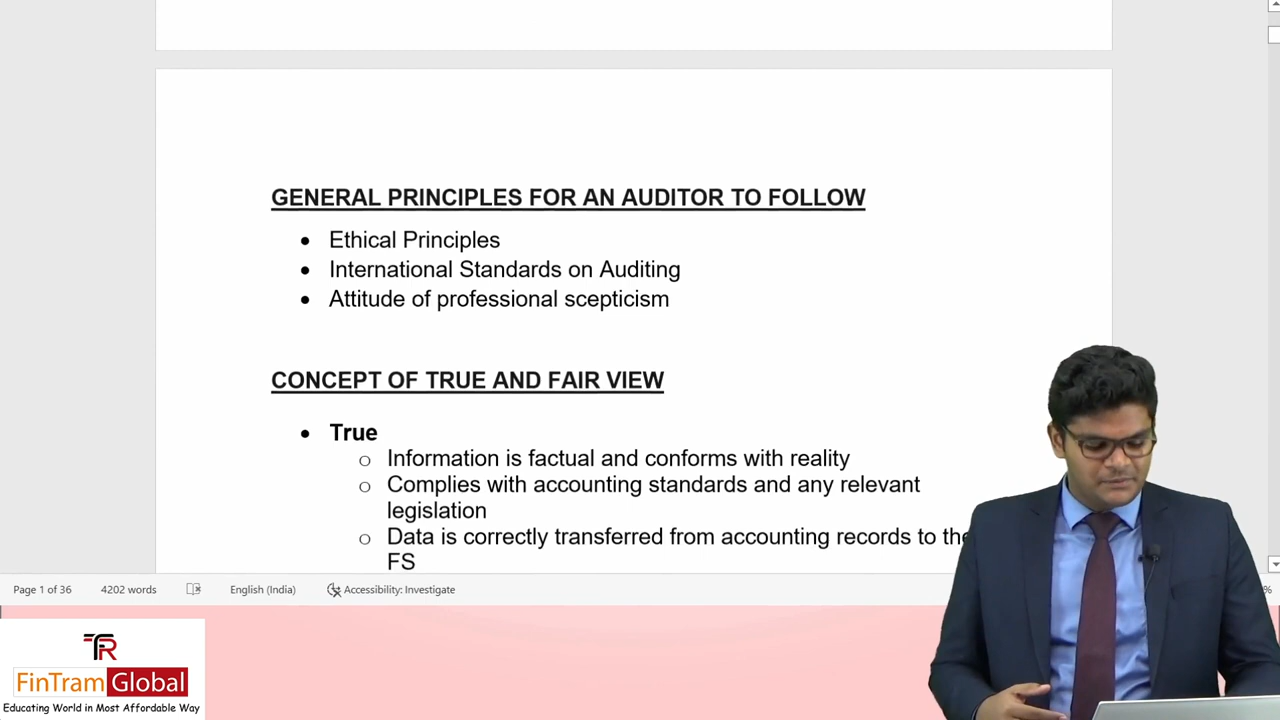 GENERAL PRINCIPLES FOR AN AUDITOR TO FOLLOW
• Ethical Principles
• International Standards on Auditing
• Attitude of professional scepticism
CONCEPT OF TRUE AND FAIR VIEW
• True
o Information is factual and conforms with reality
o Complies with accounting standards and any relevant
legislation
o Data is correctly transferred from accounting records to the
FS
Page 1 of 36 4202 words English (India) Accessibility: Investigate %
TR
FinTram Global
Educating World in Most Affordable Way